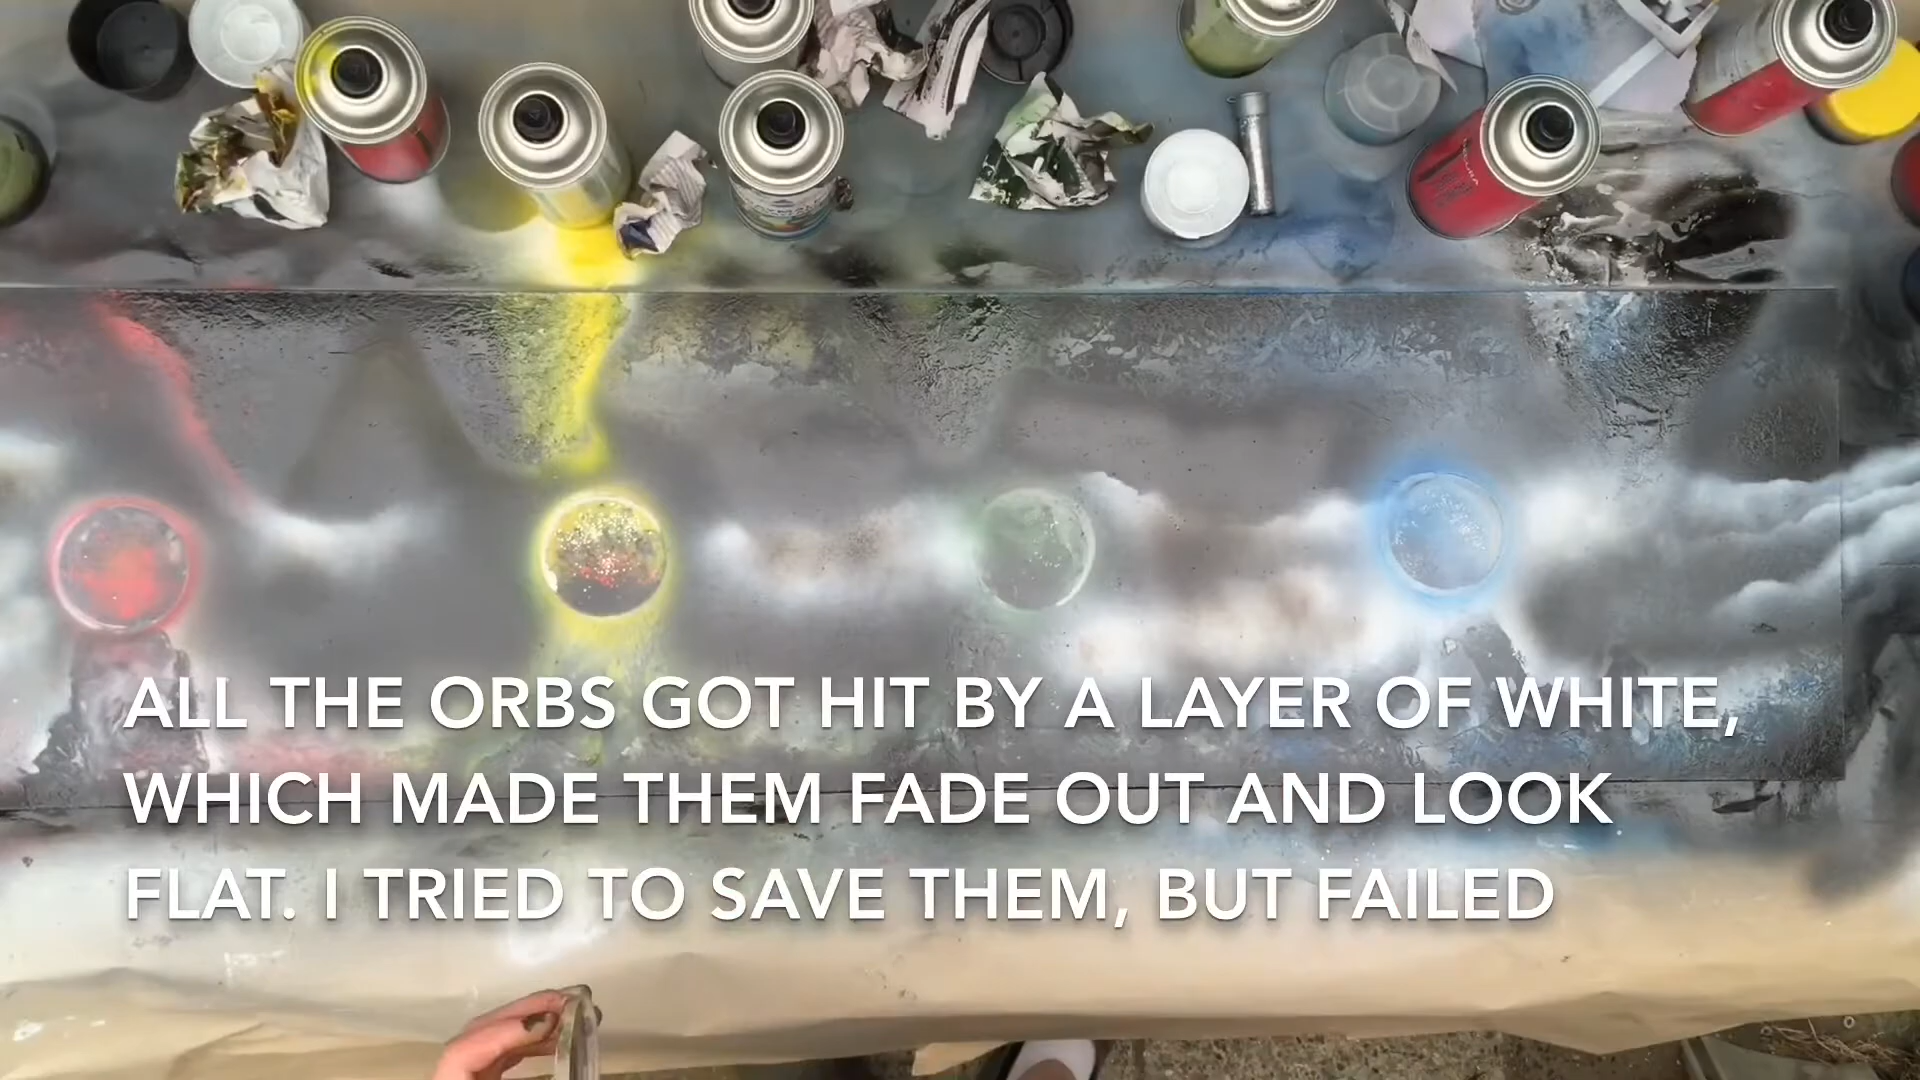 ALL THE ORBS GOT HIT BY A LAYER OF WHITE,
WHICH MADE THEM FADE OUT AND LOOK
FLAT. I TRIED TO SAVE THEM, BUT FAILED